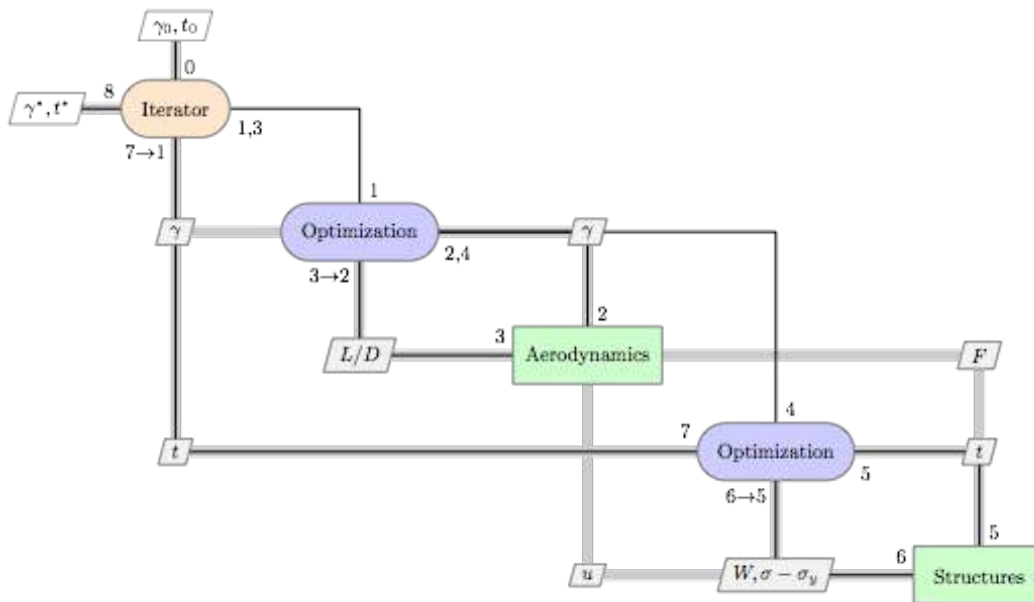 γ₀, t₀
0
8
γ*, t*
Iterator
1,3
7→1
1
γ
Optimization
γ
2,4
3→2
2
3
L/D
Aerodynamics
F
4
7
t
Optimization
t
5
6→5
5
6
u
W, σ − σ_y
Structures